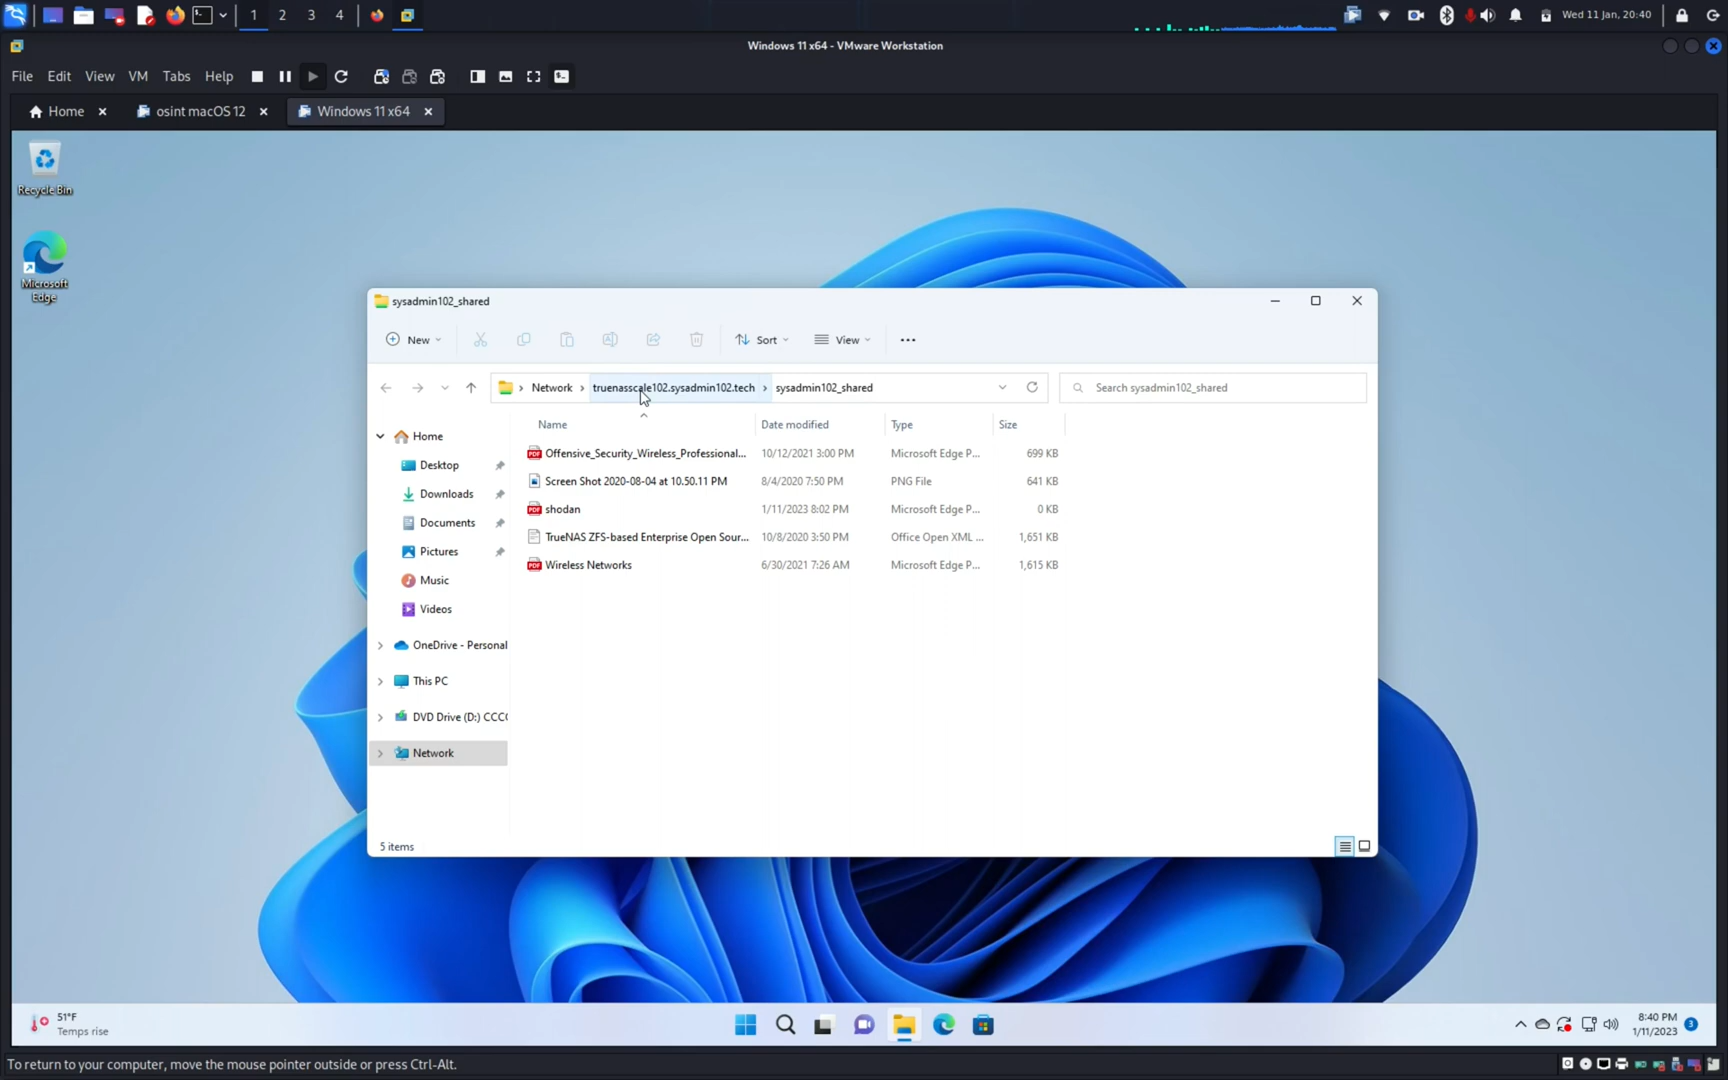 1 2 3 4 Wed 11 Jan, 20:40
Windows 11 x64 - VMware Workstation
File Edit View VM Tabs Help
Home osint macOS 12 Windows 11 x64
Recycle Bin
Microsoft
Edge
sysadmin102_shared
New Sort View
Network truenasscale102.sysadmin102.tech sysadmin102_shared Search sysadmin102_shared
Name Date modified Type Size
Home
Desktop
Downloads
Documents
Pictures
Music
Videos
OneDrive - Personal
This PC
DVD Drive (D:) CCC
Network
Offensive_Security_Wireless_Professional... 10/12/2021 3:00 PM Microsoft Edge P... 699 KB
Screen Shot 2020-08-04 at 10.50.11 PM 8/4/2020 7:50 PM PNG File 641 KB
PDF shodan 1/11/2023 8:02 PM Microsoft Edge P... 0 KB
TrueNAS ZFS-based Enterprise Open Sour... 10/8/2020 3:50 PM Office Open XML ... 1,651 KB
PDF Wireless Networks 6/30/2021 7:26 AM Microsoft Edge P... 1,615 KB
5 items
51°F
Temps rise
8:40 PM
1/11/2023 3
To return to your computer, move the mouse pointer outside or press Ctrl-Alt.